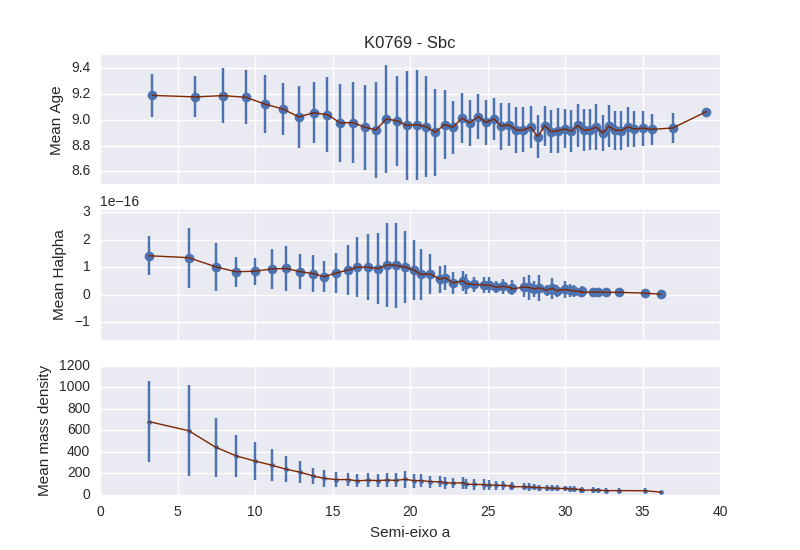 K0769 - Sbc
9.4
9.2
9.0
8.8
8.6
Mean Age
1e−16
3
2
1
0
−1
Mean Halpha
1200
1000
800
600
400
200
0
Mean mass density
0 5 10 15 20 25 30 35 40
Semi-eixo a